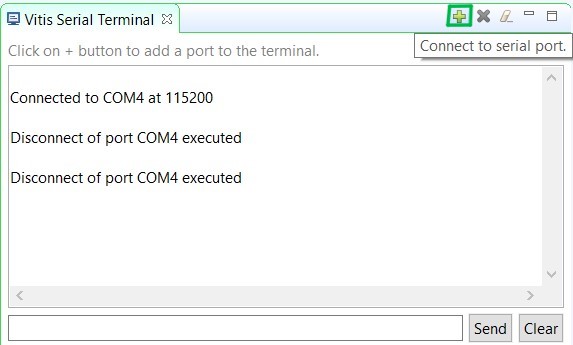 Vitis Serial Terminal
Click on + button to add a port to the terminal.
Connect to serial port.
Connected to COM4 at 115200
Disconnect of port COM4 executed
Disconnect of port COM4 executed
Send Clear